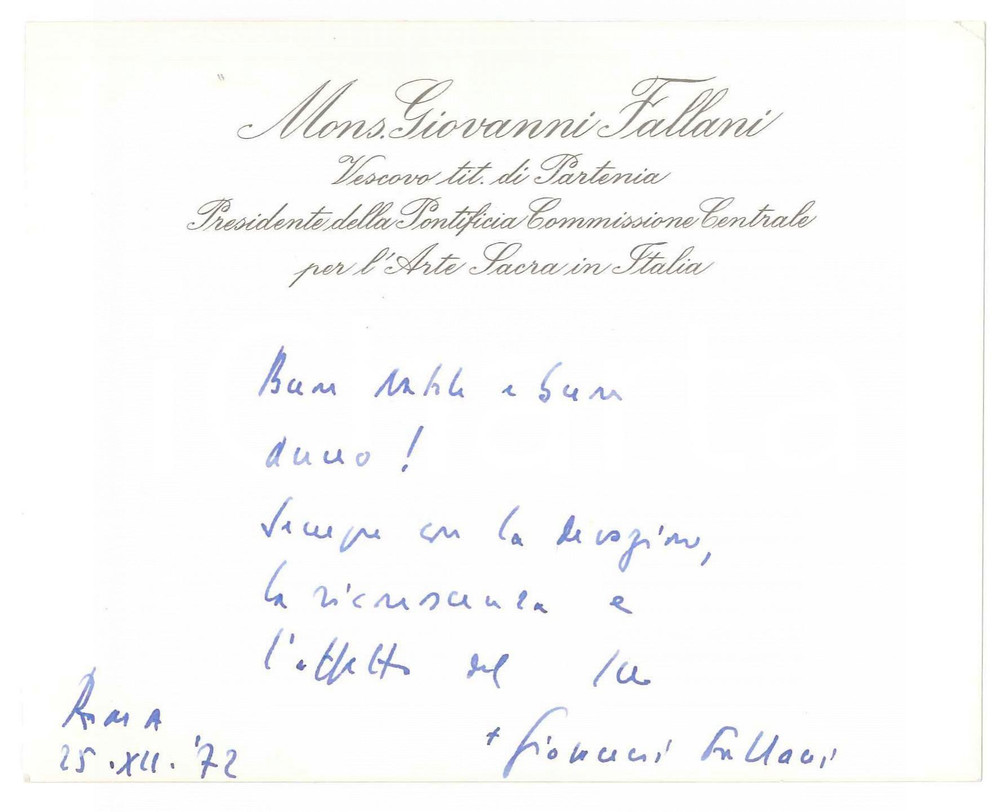 Mons. Giovanni Fallani
Vescovo tit. di Partenia
Presidente della Pontificia Commissione Centrale
per l'Arte Sacra in Italia
Buon Natale e buon
anno!
Sempre con la devozione,
la riconoscenza e
l'affetto del suo
+ Giovanni Fallani
Roma
25.XII.'72